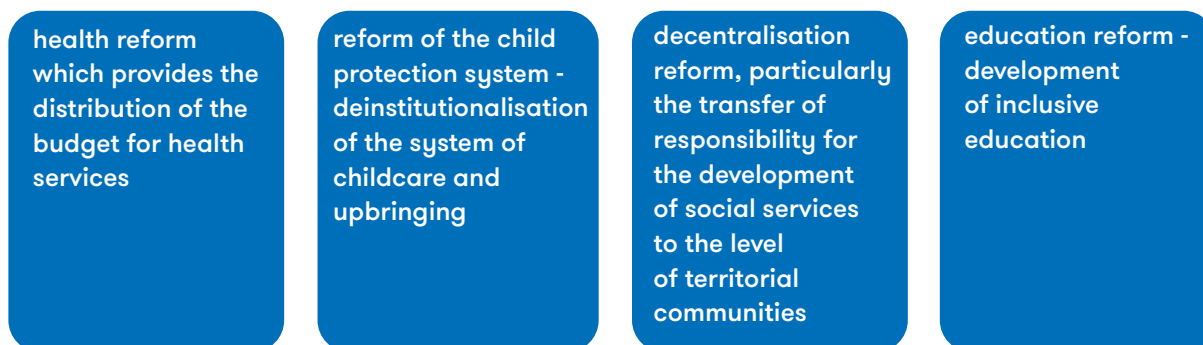 health reform
which provides the
distribution of the
budget for health
services
reform of the child
protection system -
deinstitutionalisation
of the system of
childcare and
upbringing
decentralisation
reform, particularly
the transfer of
responsibility for
the development
of social services
to the level
of territorial
communities
education reform -
development
of inclusive
education